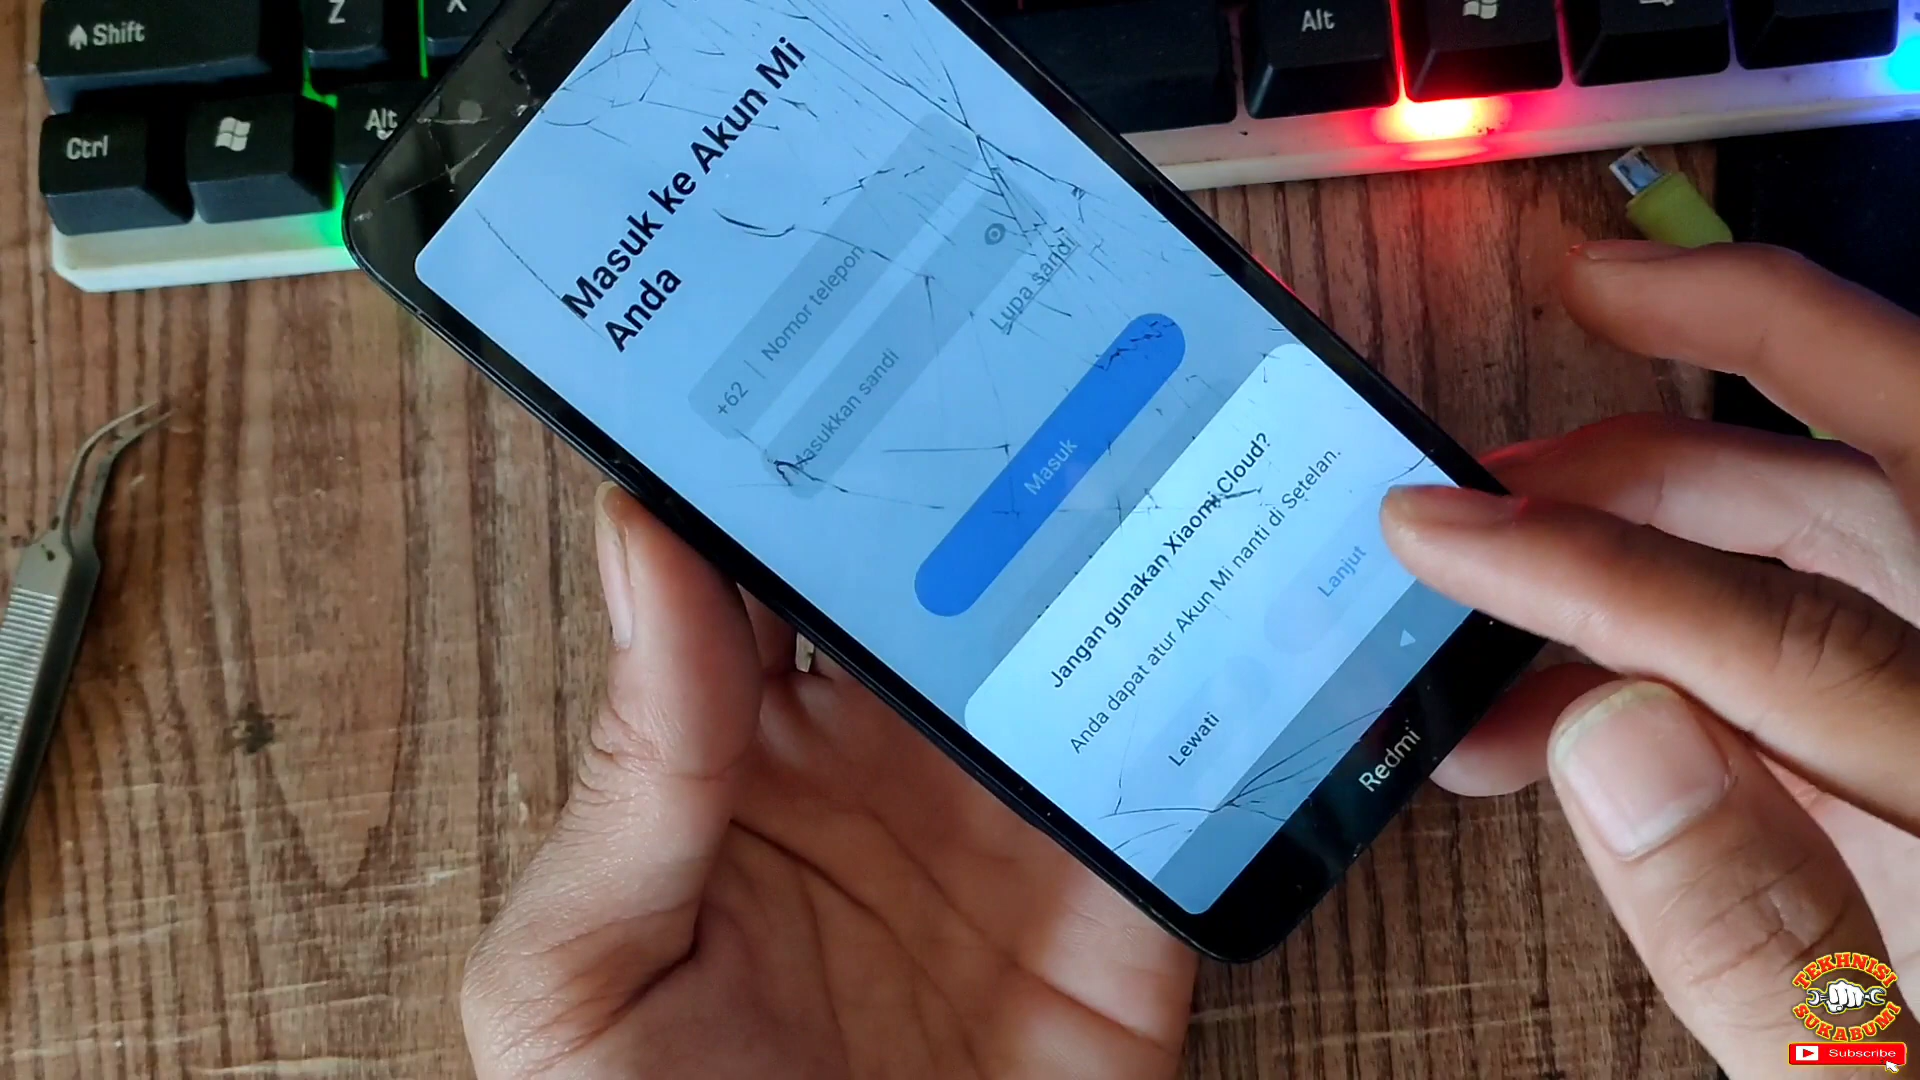 Shift
Z
X
Alt
Ctrl
Alt
Masuk ke Akun Mi
Anda
+62 | Nomor telepon
Masukkan sandi
Lupa sandi
Masuk
Jangan gunakan Xiaomi Cloud?
Anda dapat atur Akun Mi nanti di Setelan.
Lewati
Lanjut
Redmi
TEKHNISI
SUKABUMI
Subscribe